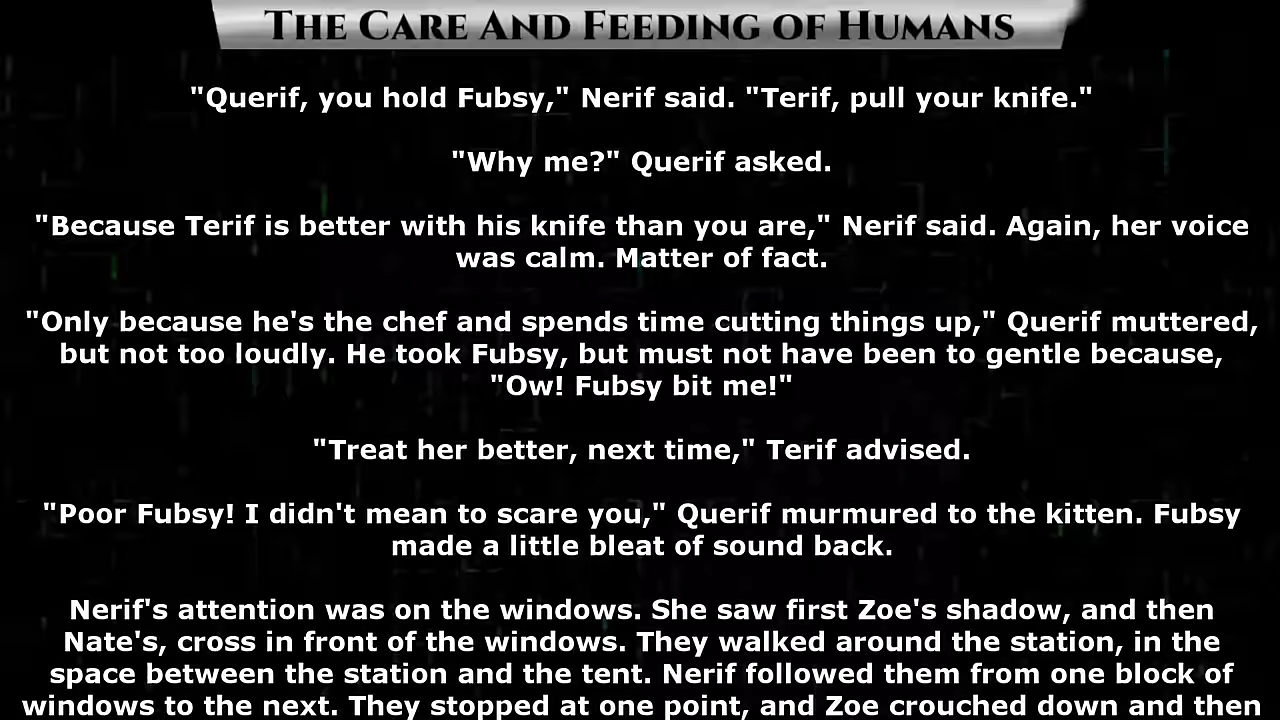 The Care And Feeding of Humans
"Querif, you hold Fubsy," Nerif said. "Terif, pull your knife."
"Why me?" Querif asked.
"Because Terif is better with his knife than you are," Nerif said. Again, her voice
was calm. Matter of fact.
"Only because he's the chef and spends time cutting things up," Querif muttered,
but not too loudly. He took Fubsy, but must not have been to gentle because,
"Ow! Fubsy bit me!"
"Treat her better, next time," Terif advised.
"Poor Fubsy! I didn't mean to scare you," Querif murmured to the kitten. Fubsy
made a little bleat of sound back.
Nerif's attention was on the windows. She saw first Zoe's shadow, and then
Nate's, cross in front of the windows. They walked around the station, in the
space between the station and the tent. Nerif followed them from one block of
windows to the next. They stopped at one point, and Zoe crouched down and then